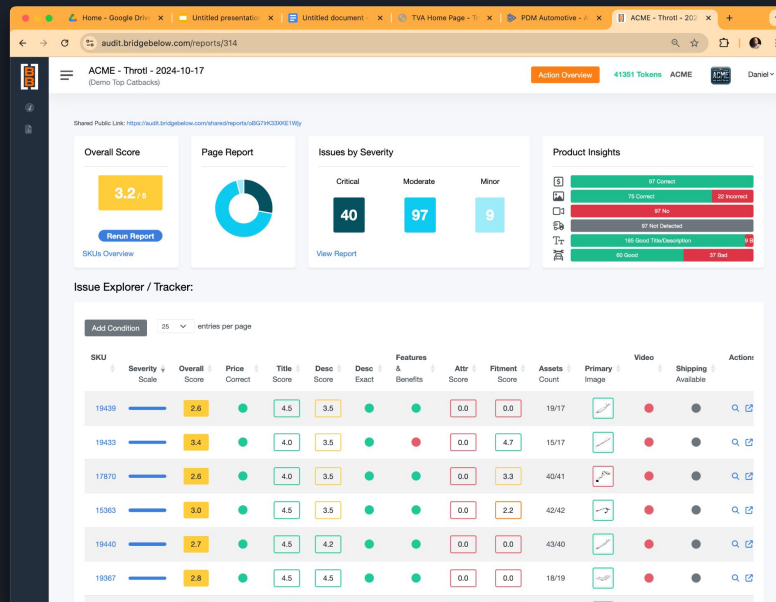 Home - Google Drive
Untitled presentation
Untitled document -
TVA Home Page - Tr
PDM Automotive - A
ACME - Throtl - 202
audit.bridgebelow.com/reports/314
ACME - Throtl - 2024-10-17
(Demo Top Catbacks)
Action Overview
41351 Tokens
ACME
ACME
Daniel
Shared Public Link:
Overall Score
3.2 / 5
Rerun Report
SKUs Overview
Page Report
Issues by Severity
Critical Moderate Minor
40 97 9
View Report
Product Insights
97 Correct
75 Correct 22 Incorrect
97 No
97 Not Detected
185 Good Title/Description 9 B
60 Good 37 Bad
Issue Explorer / Tracker:
Add Condition 25 entries per page
SKU
Severity Scale
Overall Score
Price Correct
Title Score
Desc Score
Desc Exact
Features & Benefits
Attr Score
Fitment Score
Assets Count
Primary Image
Video
Shipping Available
Actions
19439 2.6 4.5 3.5 0.0 0.0 19/17
19433 3.4 4.0 3.5 0.0 4.7 15/17
17870 2.6 4.0 3.5 0.0 3.3 40/41
15363 3.0 4.5 3.5 0.0 2.2 42/42
19440 2.7 4.5 4.2 0.0 0.0 43/40
19367 2.8 4.5 4.5 0.0 0.0 18/19